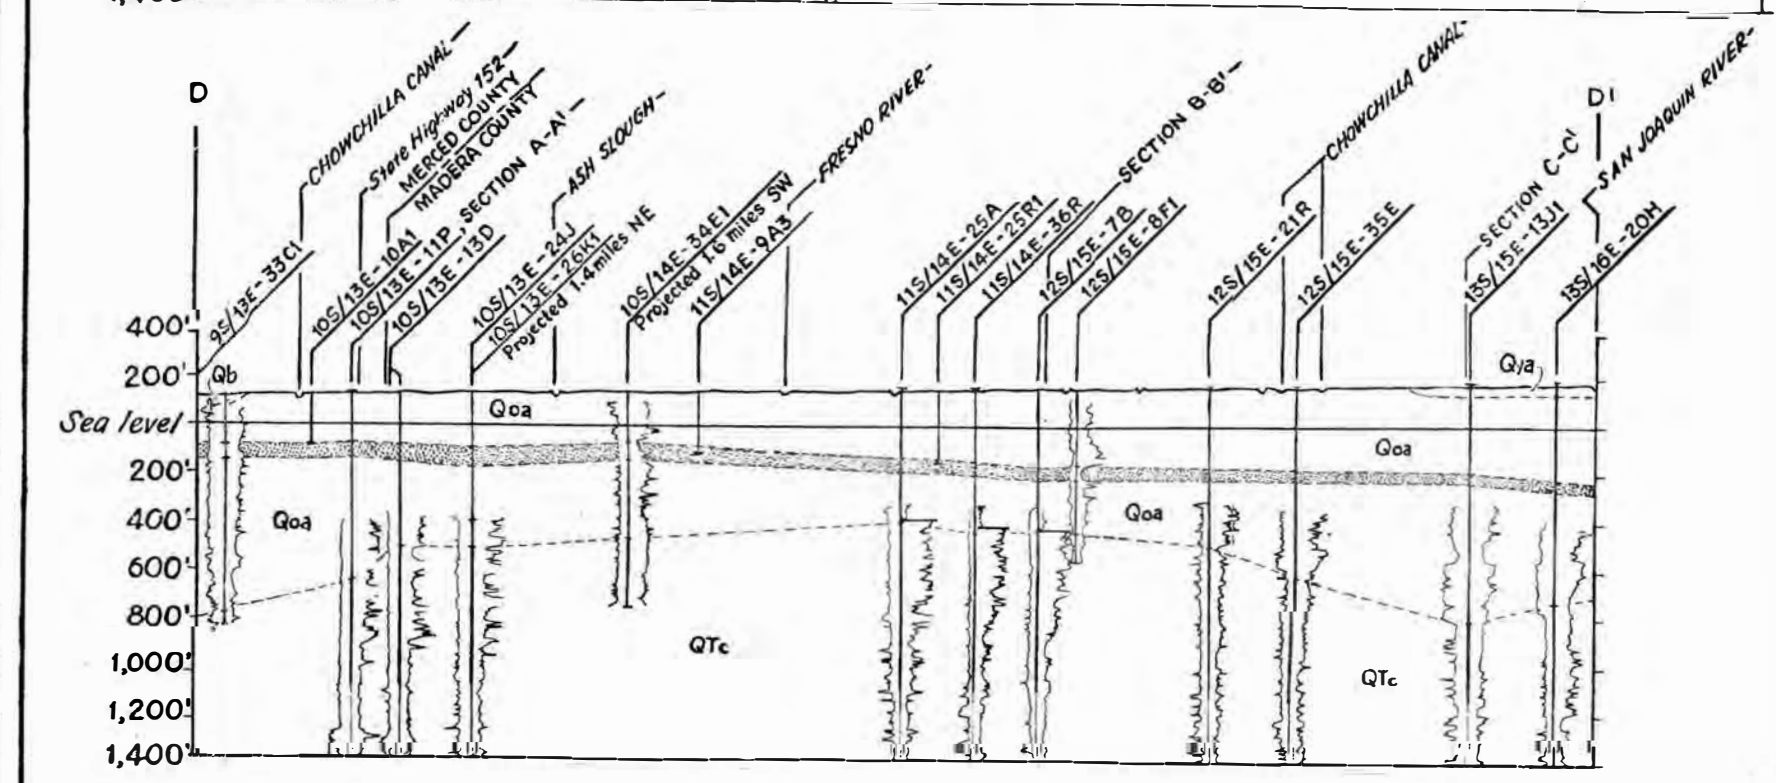 D
CHOWCHILLA CANAL
State Highway 152
MERCED COUNTY
MADERA COUNTY
SECTION A-A'
ASH SLOUGH
FRESNO RIVER
SECTION B-B'
CHOWCHILLA CANAL
SECTION C-C'
D'
SAN JOAQUIN RIVER
9S/13E-33C1
10S/13E-10A1
10S/13E-11P
10S/13E-13D
10S/13E-24J
10S/13E-26K1
Projected 1.4 miles NE
10S/14E-34E1
Projected 1.6 miles SW
11S/14E-9A3
11S/14E-25A
11S/14E-25R1
11S/14E-36R
12S/15E-7B
12S/15E-8F1
12S/15E-21R
12S/15E-35E
13S/15E-13J1
13S/16E-20H
400'
200'
Sea level
200'
400'
600'
800'
1,000'
1,200'
1,400'
Qb
Qoa
Qya
Qoa
Qoa
Qoa
QTc
QTc